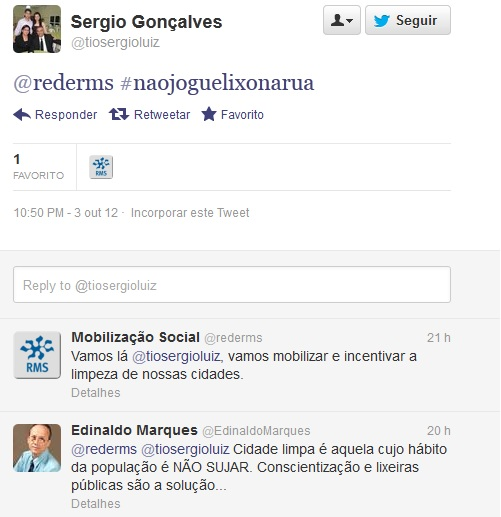 Sergio Gonçalves
@tiosergioluiz
Seguir
@rederms #naojoguelixonarua
Responder Retweetar Favorito
1
FAVORITO
RMS
10:50 PM - 3 out 12 · Incorporar este Tweet
Reply to @tiosergioluiz
Mobilização Social @rederms 21 h
Vamos lá @tiosergioluiz, vamos mobilizar e incentivar a
limpeza de nossas cidades.
RMS
Detalhes
Edinaldo Marques @EdinaldoMarques 20 h
@rederms @tiosergioluiz Cidade limpa é aquela cujo hábito
da população é NÃO SUJAR. Conscientização e lixeiras
públicas são a solução...
Detalhes